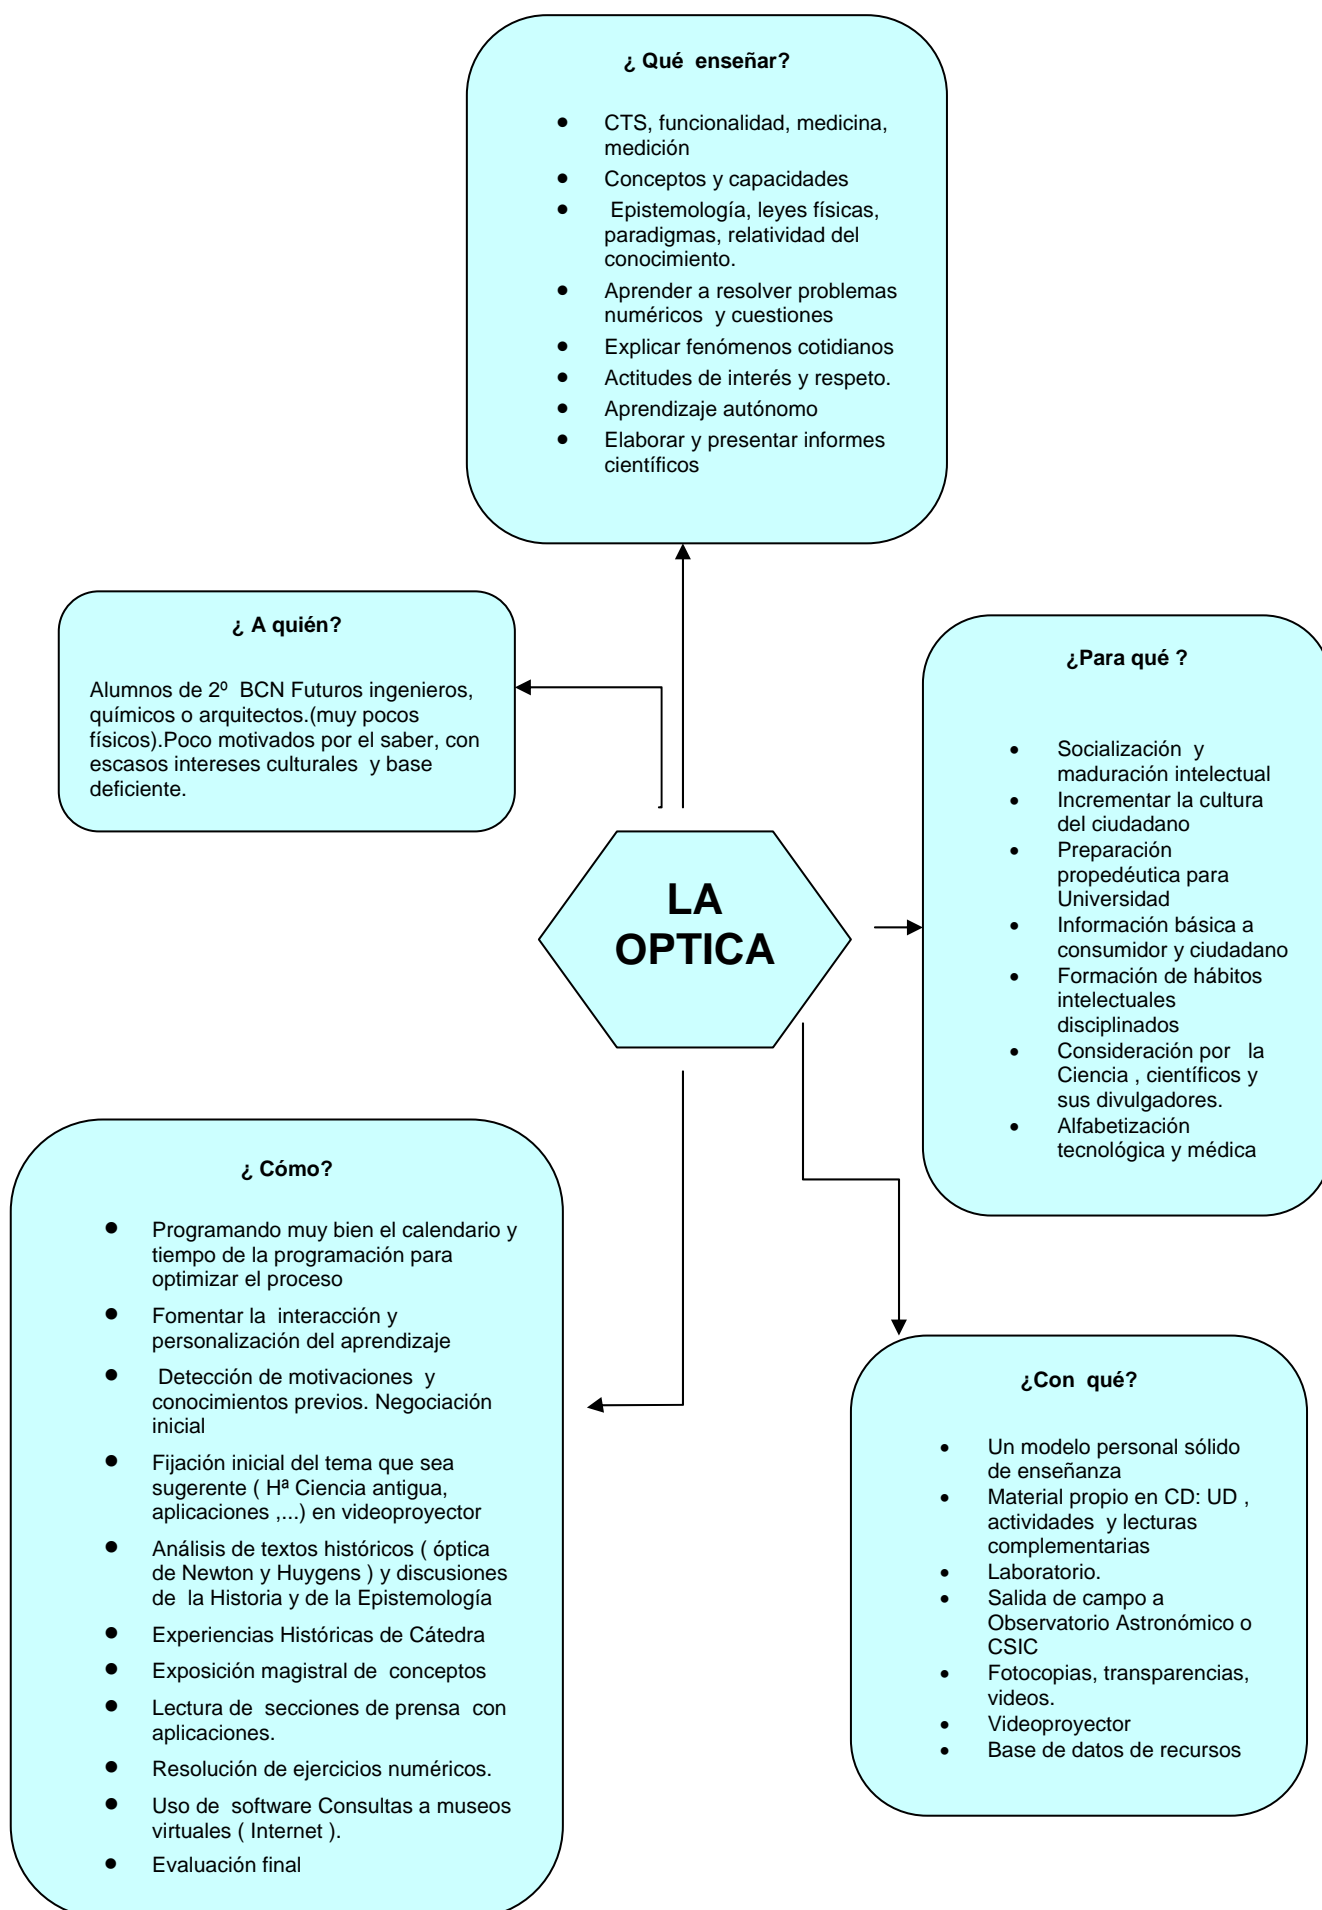 ¿ Qué enseñar?
CTS, funcionalidad, medicina,
medición
Conceptos y capacidades
Epistemología, leyes físicas,
paradigmas, relatividad del
conocimiento.
Aprender a resolver problemas
numéricos y cuestiones
Explicar fenómenos cotidianos
Actitudes de interés y respeto.
Aprendizaje autónomo
Elaborar y presentar informes
científicos
¿ A quién?
Alumnos de 2º BCN Futuros ingenieros,
químicos o arquitectos.(muy pocos
físicos).Poco motivados por el saber, con
escasos intereses culturales y base
deficiente.
¿Para qué ?
Socialización y
maduración intelectual
Incrementar la cultura
del ciudadano
Preparación
propedéutica para
Universidad
Información básica a
consumidor y ciudadano
Formación de hábitos
intelectuales
disciplinados
Consideración por la
Ciencia , científicos y
sus divulgadores.
Alfabetización
tecnológica y médica
LA
OPTICA
¿ Cómo?
Programando muy bien el calendario y
tiempo de la programación para
optimizar el proceso
Fomentar la interacción y
personalización del aprendizaje
Detección de motivaciones y
conocimientos previos. Negociación
inicial
Fijación inicial del tema que sea
sugerente ( Hª Ciencia antigua,
aplicaciones ,...) en videoproyector
Análisis de textos históricos ( óptica
de Newton y Huygens ) y discusiones
de la Historia y de la Epistemología
Experiencias Históricas de Cátedra
Exposición magistral de conceptos
Lectura de secciones de prensa con
aplicaciones.
Resolución de ejercicios numéricos.
Uso de software Consultas a museos
virtuales ( Internet ).
Evaluación final
¿Con qué?
Un modelo personal sólido
de enseñanza
Material propio en CD: UD ,
actividades y lecturas
complementarias
Laboratorio.
Salida de campo a
Observatorio Astronómico o
CSIC
Fotocopias, transparencias,
videos.
Videoproyector
Base de datos de recursos